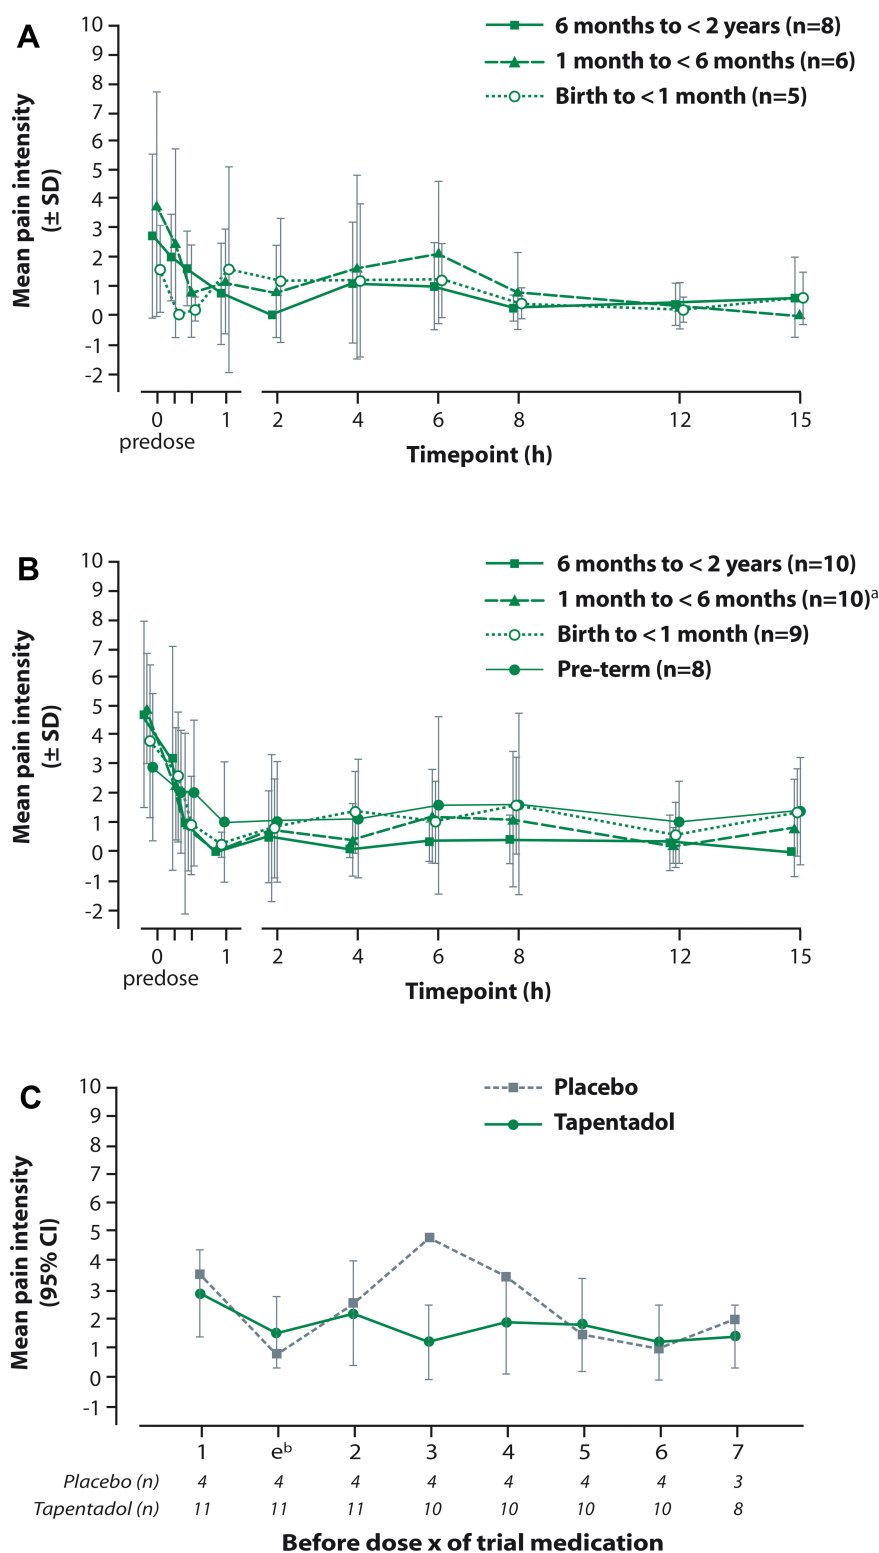 A
10
9
8
7
6
5
4
3
2
1
0
-1
-2
Mean pain intensity
(± SD)
6 months to < 2 years (n=8)
1 month to < 6 months (n=6)
Birth to < 1 month (n=5)
0 1 2 4 6 8 12 15
predose
Timepoint (h)
B
10
9
8
7
6
5
4
3
2
1
0
-1
-2
Mean pain intensity
(± SD)
6 months to < 2 years (n=10)
1 month to < 6 months (n=10)ᵃ
Birth to < 1 month (n=9)
Pre-term (n=8)
0 1 2 4 6 8 12 15
predose
Timepoint (h)
C
10
9
8
7
6
5
4
3
2
1
0
-1
Mean pain intensity
(95% CI)
Placebo
Tapentadol
1 eᵇ 2 3 4 5 6 7
Placebo (n) 4 4 4 4 4 4 4 3
Tapentadol (n) 11 11 11 10 10 10 10 8
Before dose x of trial medication